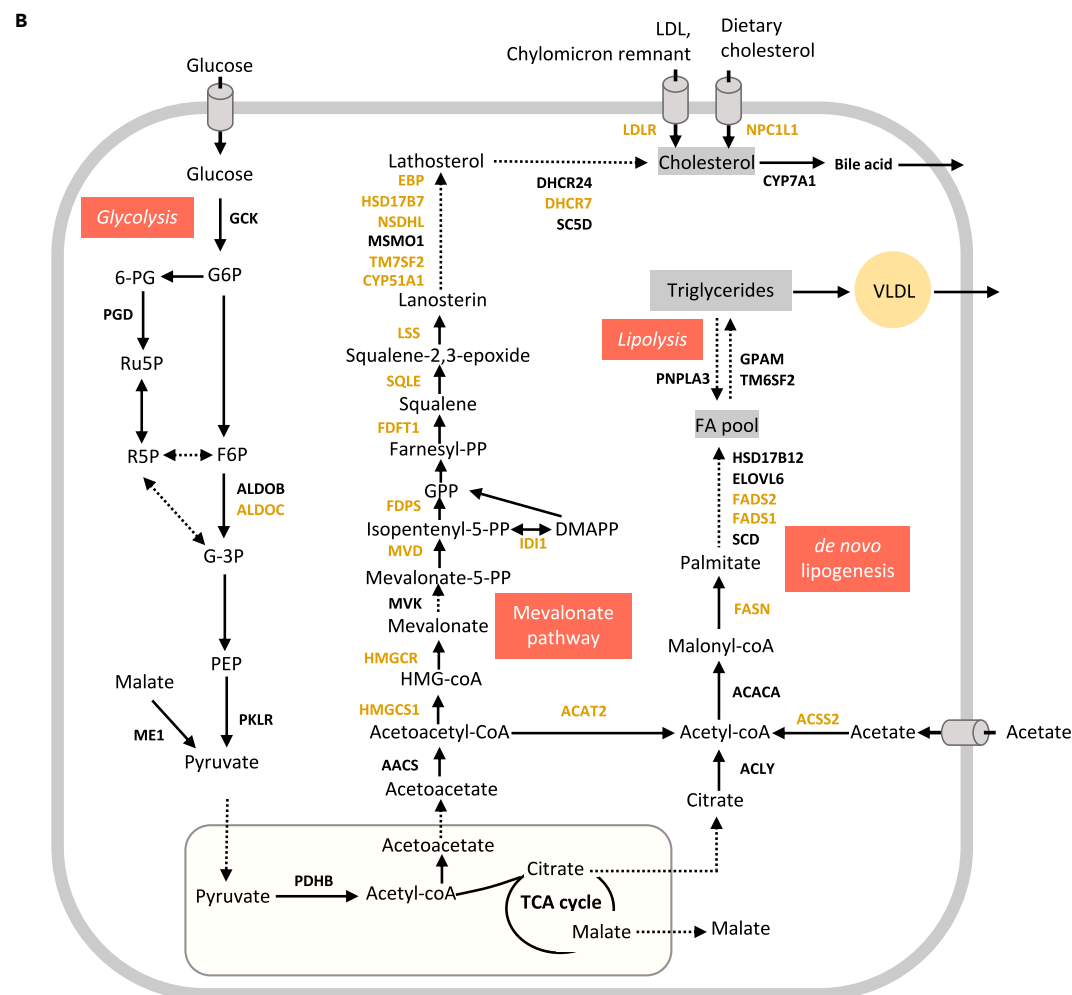 B
Glucose
LDL,
Chylomicron remnant
Dietary
cholesterol
LDLR
NPC1L1
Glucose
Glycolysis
GCK
6-PG
G6P
PGD
Ru5P
R5P
F6P
ALDOB
ALDOC
G-3P
PEP
Malate
ME1
PKLR
Pyruvate
Lathosterol
EBP
HSD17B7
NSDHL
MSMO1
TM7SF2
CYP51A1
Lanosterin
LSS
Squalene-2,3-epoxide
SQLE
Squalene
FDFT1
Farnesyl-PP
GPP
FDPS
Isopentenyl-5-PP
IDI1
DMAPP
MVD
Mevalonate-5-PP
MVK
Mevalonate
Mevalonate
pathway
HMGCR
HMG-coA
HMGCS1
ACAT2
Acetoacetyl-CoA
AACS
Acetoacetate
DHCR24
DHCR7
SC5D
Cholesterol
CYP7A1
Bile acid
Triglycerides
VLDL
Lipolysis
PNPLA3
GPAM
TM6SF2
FA pool
HSD17B12
ELOVL6
FADS2
FADS1
SCD
de novo
lipogenesis
Palmitate
FASN
Malonyl-coA
ACACA
Acetyl-coA
ACSS2
Acetate
Acetate
ACLY
Citrate
Acetoacetate
Pyruvate
PDHB
Acetyl-coA
Citrate
TCA cycle
Malate
Malate